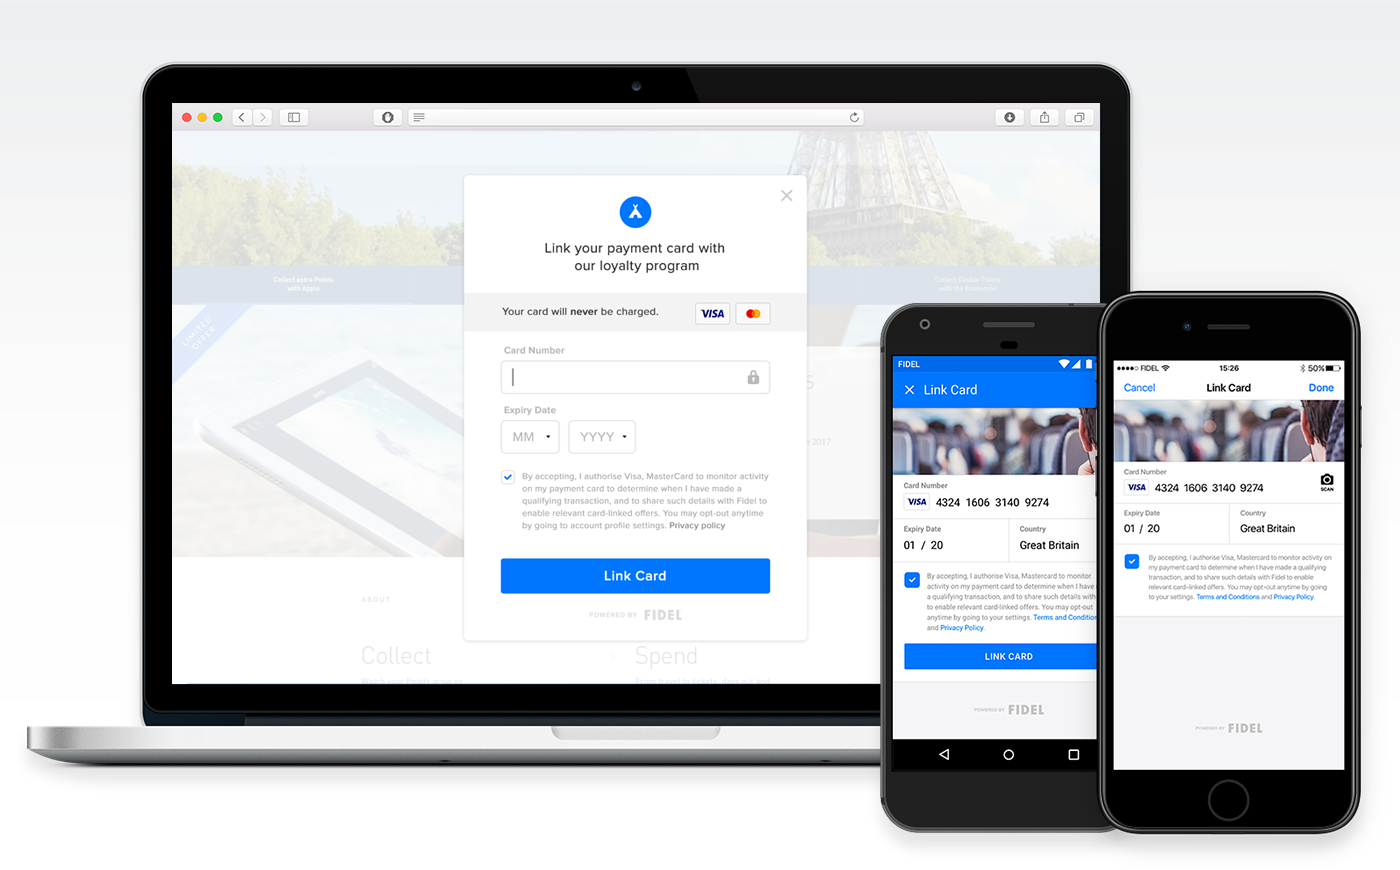 Collect extra Points
with Apple
Collect Double Points
with the Economist
LIMITED
OFFER
Link your payment card with
our loyalty program
Your card will never be charged.
VISA
Card Number
Expiry Date
MM
YYYY
By accepting, I authorise Visa, MasterCard to monitor activity
on my payment card to determine when I have made a
qualifying transaction, and to share such details with Fidel to
enable relevant card-linked offers. You may opt-out anytime
by going to account profile settings. Privacy policy
Link Card
POWERED BY FIDEL
S
2017
ABOUT
Collect
Spend
From travel to tickets, days out and
FIDEL
Link Card
Card Number
VISA 4324 1606 3140 9274
Expiry Date
01 / 20
Country
Great Britain
By accepting, I authorise Visa, Mastercard to monitor
my payment card to determine when I have made
a qualifying transaction, and to share such details with
to enable relevant card-linked offers. You may opt-out
anytime by going to your settings. Terms and Conditions
and Privacy Policy.
LINK CARD
POWERED BY FIDEL
FIDEL
15:26
50%
Cancel
Link Card
Done
Card Number
VISA 4324 1606 3140 9274
SCAN
Expiry Date
01 / 20
Country
Great Britain
By accepting, I authorise Visa, Mastercard to monitor activity on
my payment card to determine when I have made a qualifying
transaction, and to share such details with Fidel to enable
relevant card-linked offers. You may opt-out anytime by going
to your settings. Terms and Conditions and Privacy Policy.
POWERED BY FIDEL